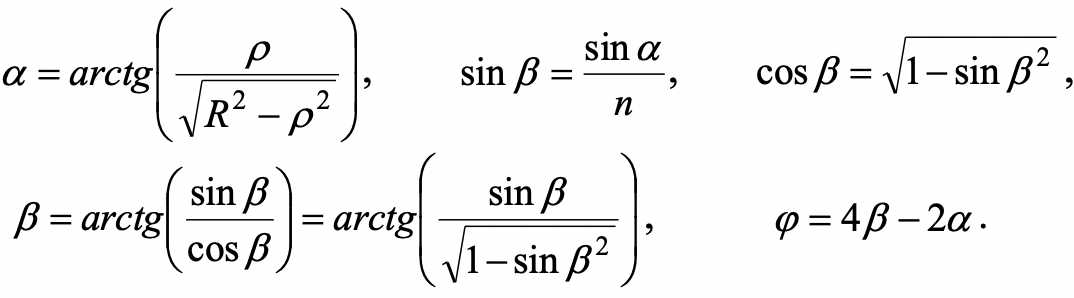 α = arctg(ρ / √(R² − ρ²)), sin β = sin α / n, cos β = √(1 − sin β²) ,
β = arctg(sin β / cos β) = arctg(sin β / √(1 − sin β²)), φ = 4β − 2α .